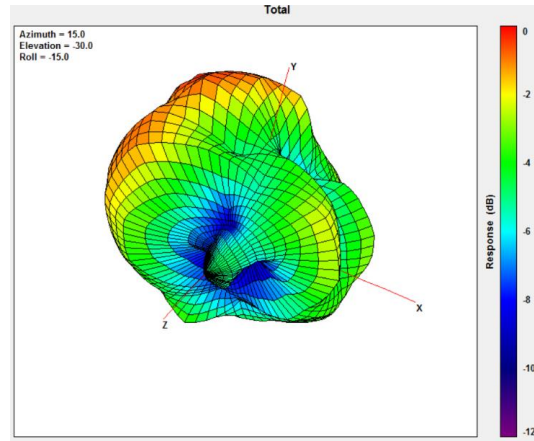 Total
Azimuth = 15.0
Elevation = -30.0
Roll = -15.0
Y
X
Z
0
-2
-4
-6
-8
-10
-12
Response (dB)